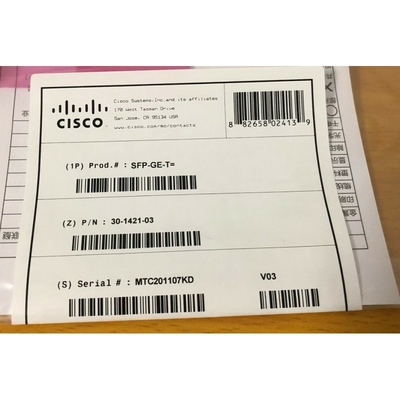 CISCO
Cisco Systems,Inc.and its affiliates
170 West Tasman Drive
San Jose, CA 95134 USA
www.cisco.com/go/contacts
8 82658 02413 9
(1P) Prod.# : SFP-GE-T=
(Z) P/N : 30-1421-03
(S) Serial # : MTC201107KD
V03